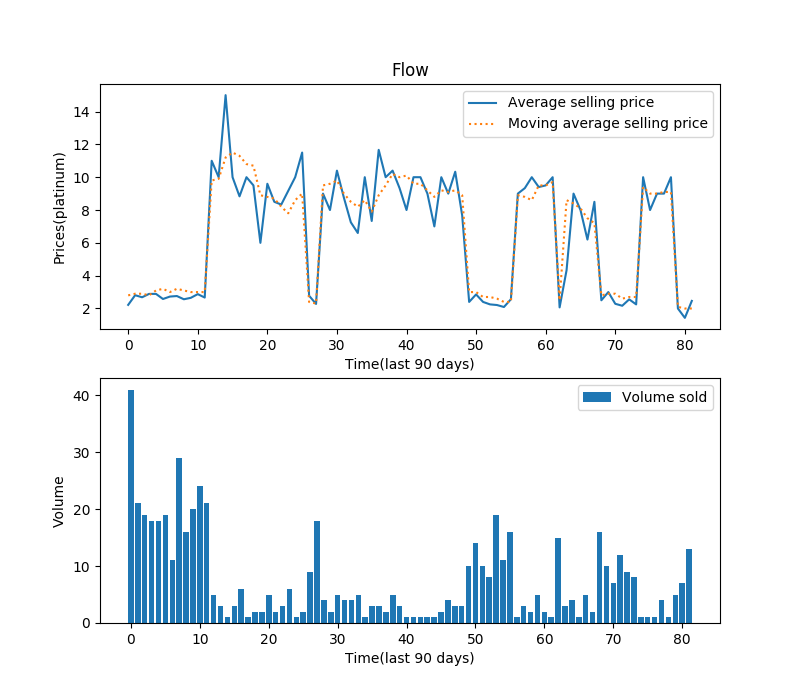 Flow
Average selling price
Moving average selling price
14
12
10
8
6
4
2
Prices(platinum)
0 10 20 30 40 50 60 70 80
Time(last 90 days)
Volume sold
40
30
20
10
0
Volume
0 10 20 30 40 50 60 70 80
Time(last 90 days)